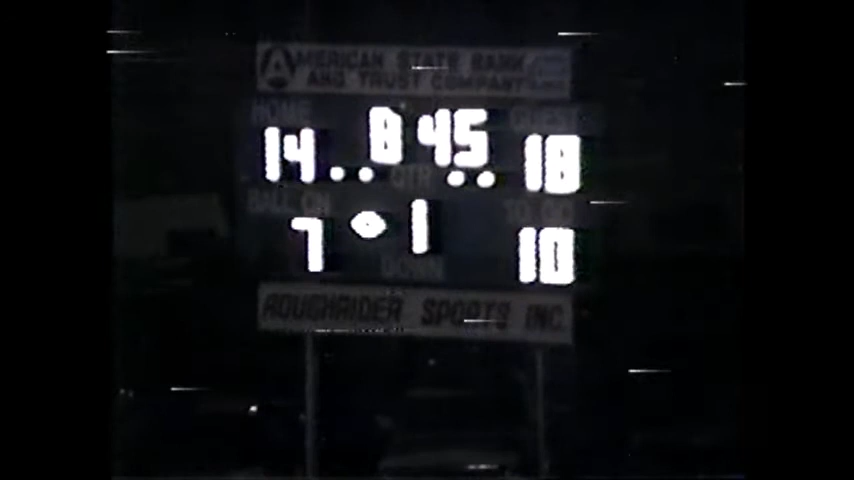 AMERICAN STATE BANK
AND TRUST COMPANY
HOME 8 45 GUEST
14 18
QTR
BALL ON TO GO
7 1 10
DOWN
ROUGHRIDER SPORTS INC.